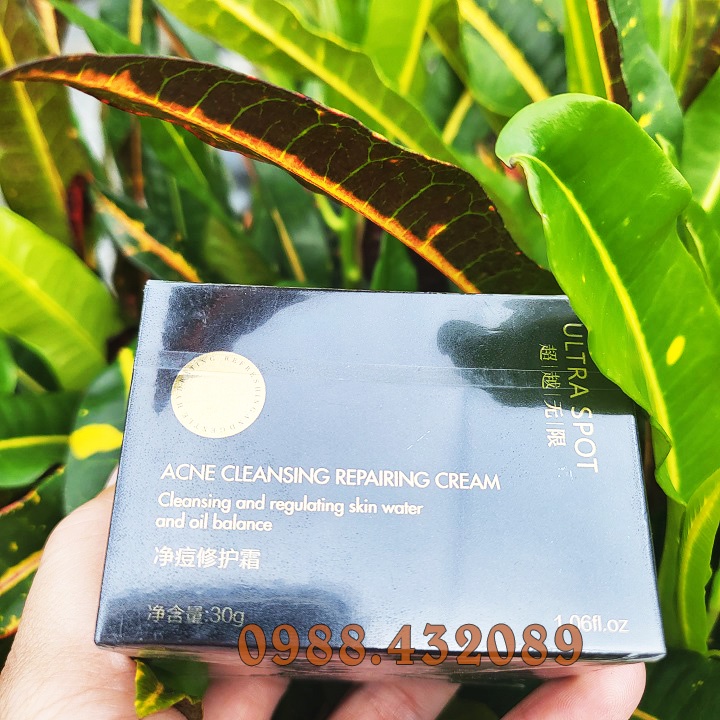 ULTRA SPOT
超 越 无 限
ACNE CLEANSING REPAIRING CREAM
Cleansing and regulating skin water
and oil balance
净痘修护霜
净含量:30g
1.06fl.oz
0988.432089